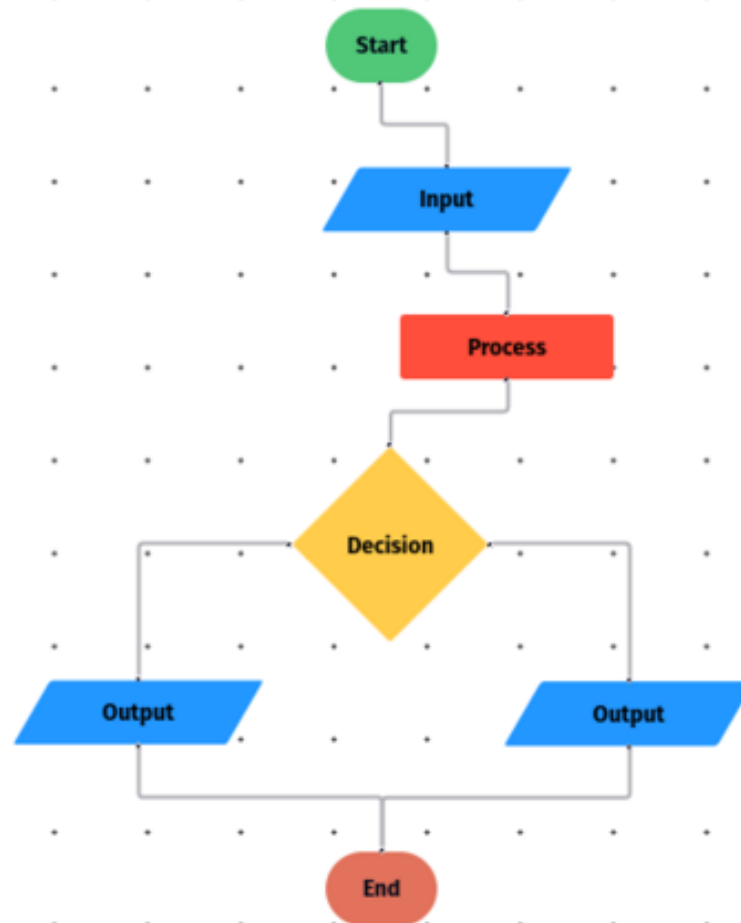 Start
Input
Process
Decision
Output
Output
End